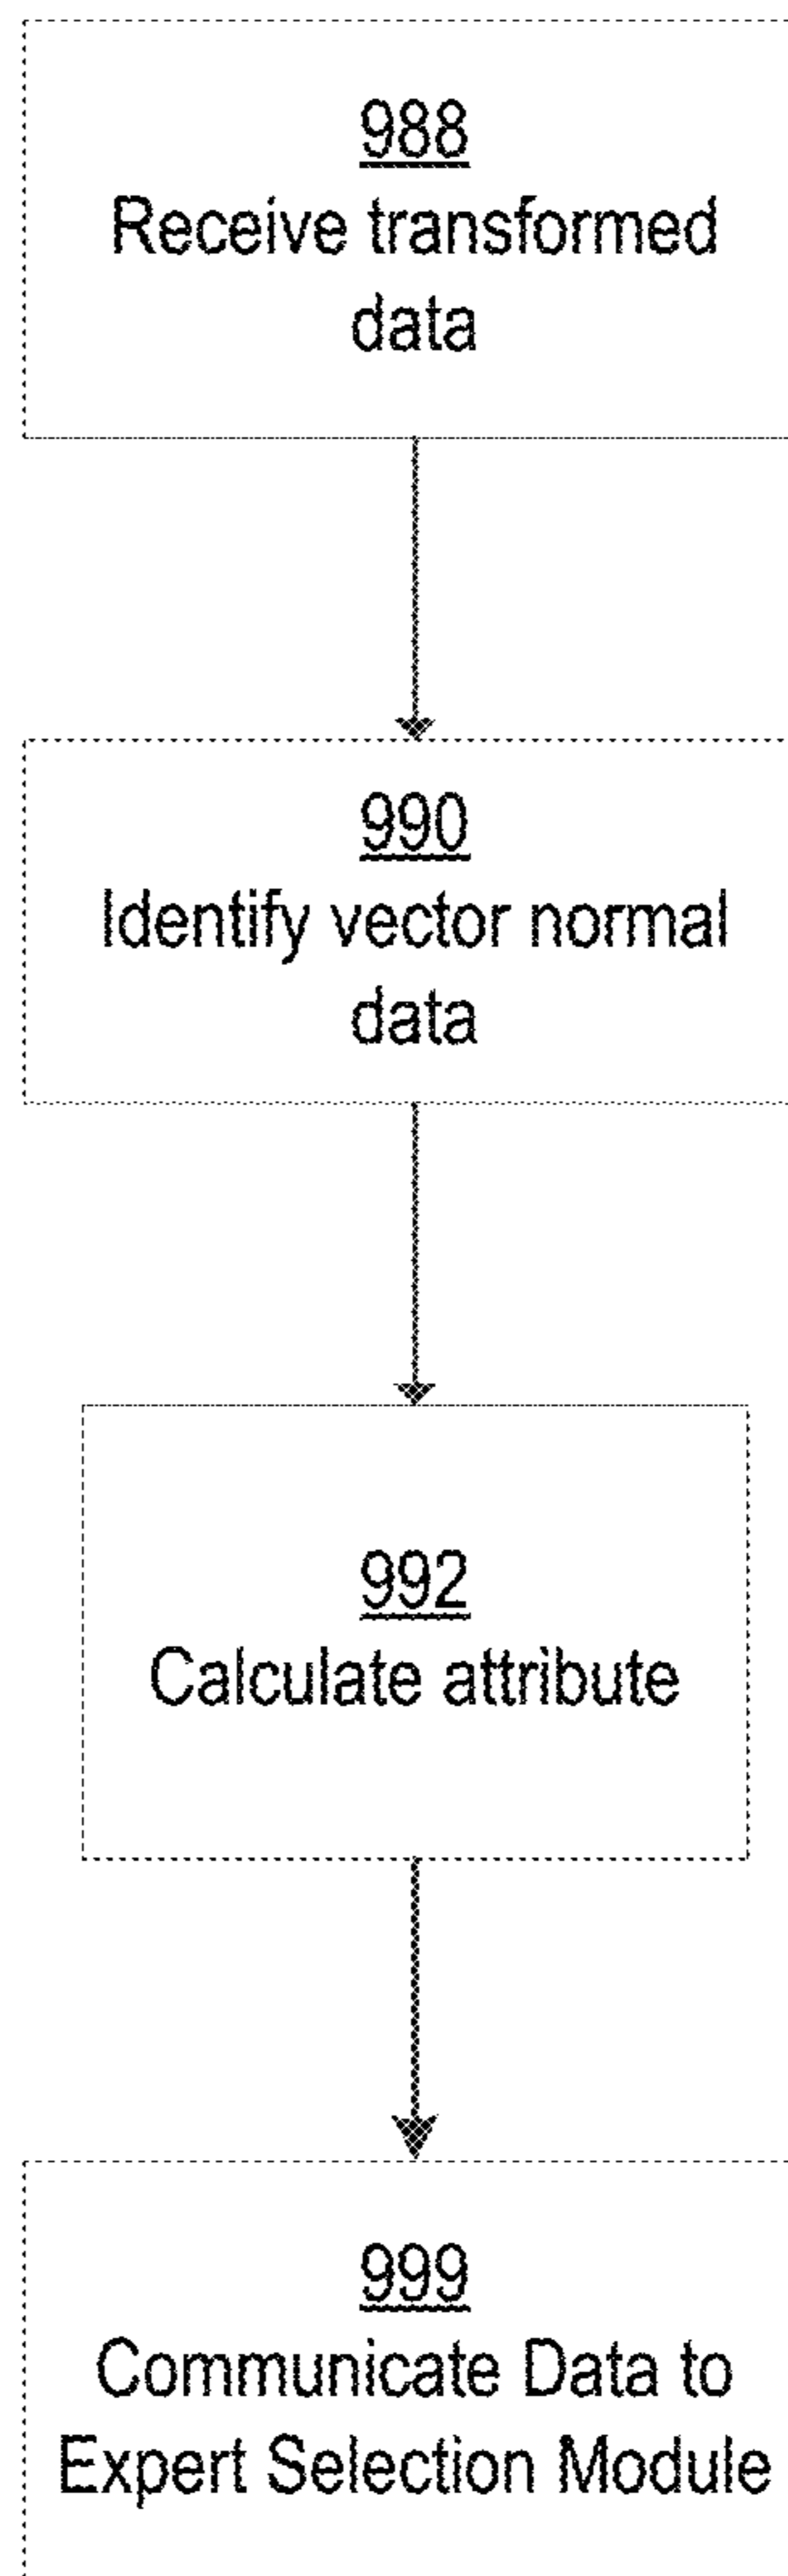 988
Receive transformed
data
990
Identify vector normal
data
992
Calculate attribute
999
Communicate Data to
Expert Selection Module